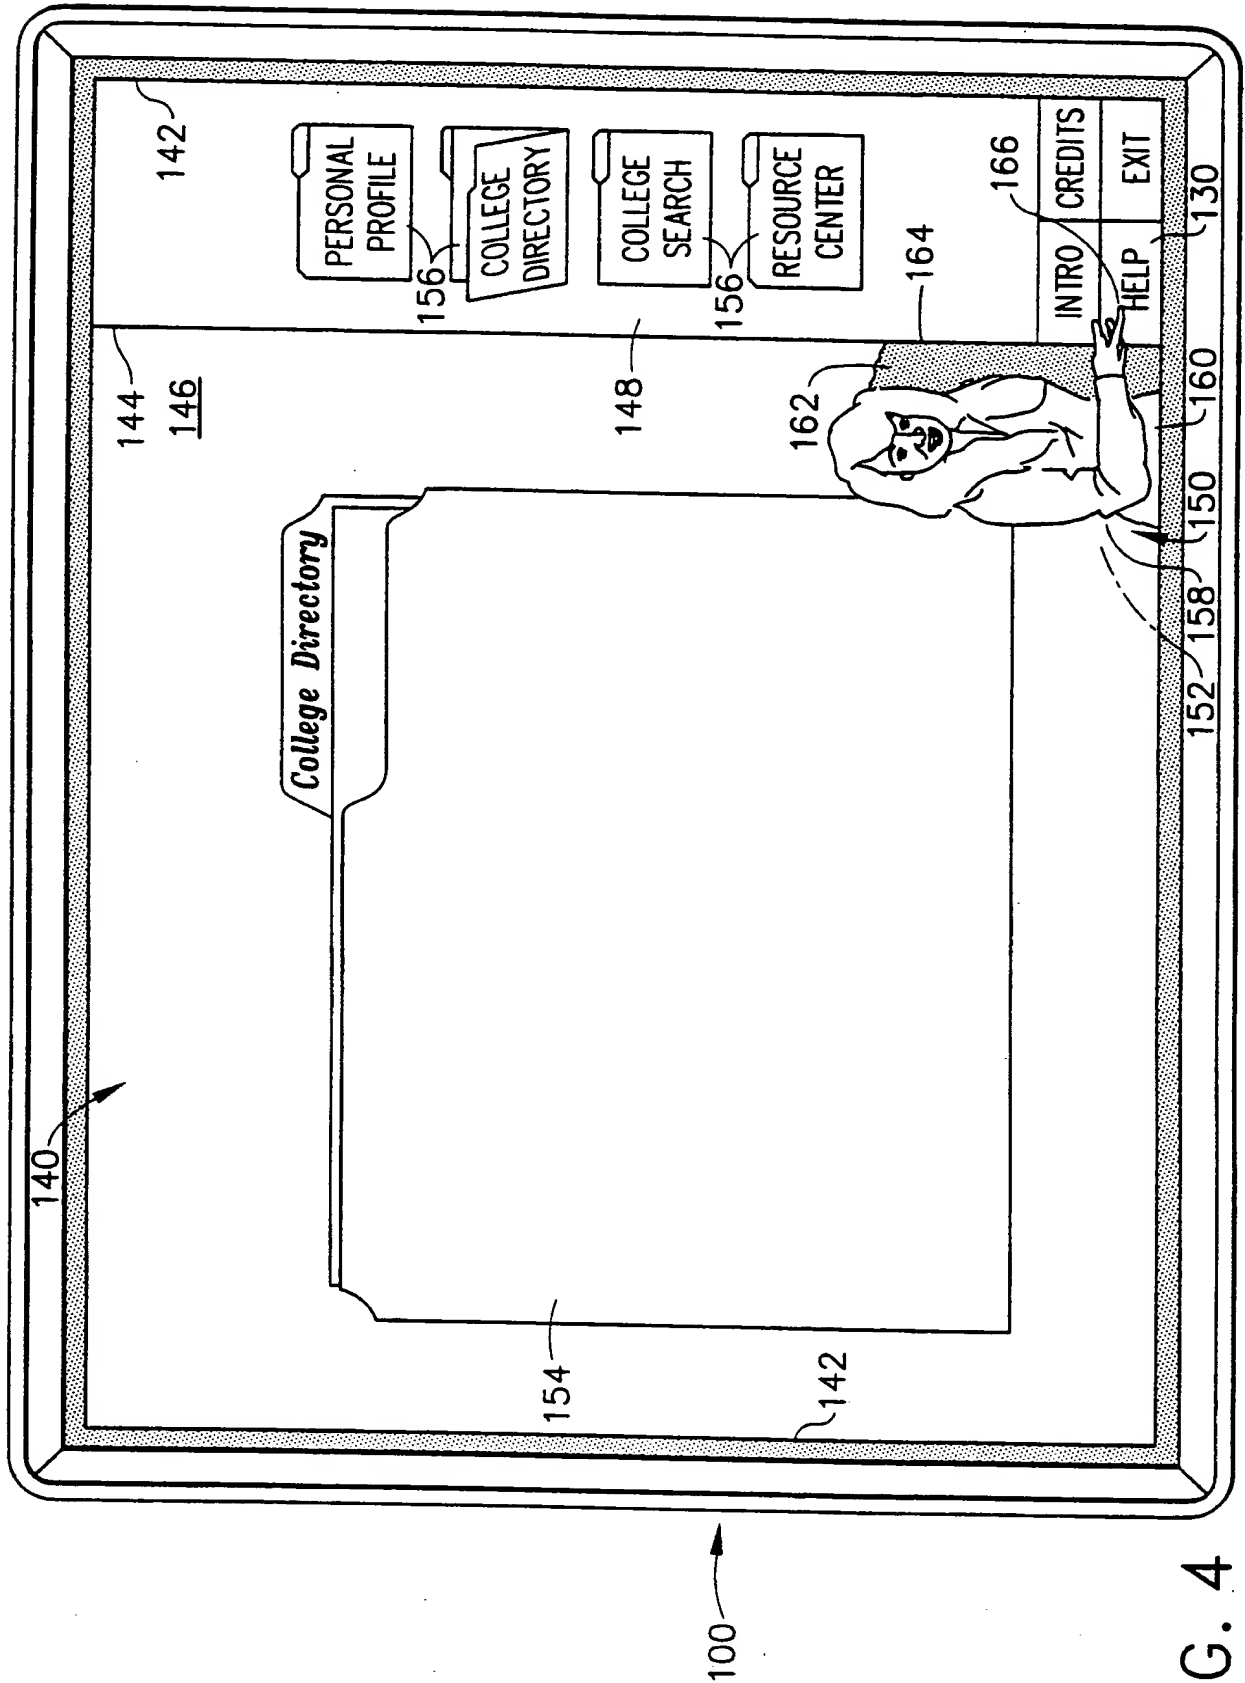 140
142
144
146
College Directory
PERSONAL
PROFILE
156
COLLEGE
DIRECTORY
COLLEGE
SEARCH
156
RESOURCE
CENTER
148
154
142
162
164
166
INTRO
CREDITS
HELP
EXIT
152
158
150
160
130
100
G. 4